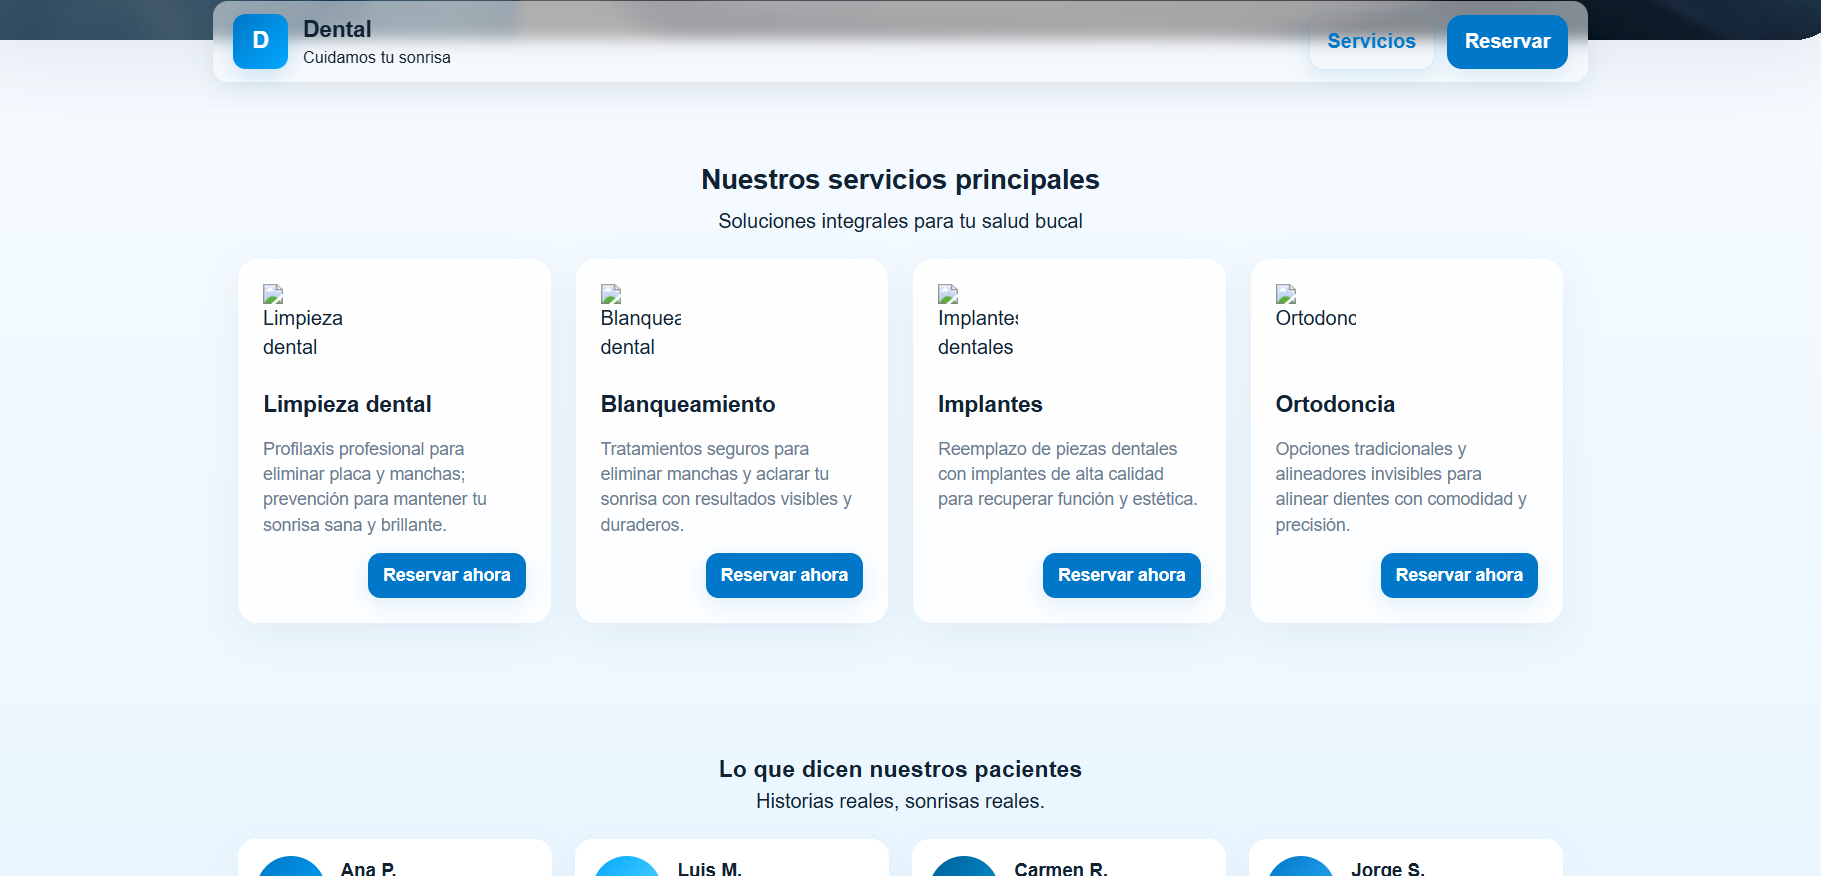 D
Dental
Cuidamos tu sonrisa
Servicios
Reservar
Nuestros servicios principales
Soluciones integrales para tu salud bucal
Limpieza
dental
Limpieza dental
Profilaxis profesional para
eliminar placa y manchas;
prevención para mantener tu
sonrisa sana y brillante.
Reservar ahora
Blanquea
dental
Blanqueamiento
Tratamientos seguros para
eliminar manchas y aclarar tu
sonrisa con resultados visibles y
duraderos.
Reservar ahora
Implantes
dentales
Implantes
Reemplazo de piezas dentales
con implantes de alta calidad
para recuperar función y estética.
Reservar ahora
Ortodonc
Ortodoncia
Opciones tradicionales y
alineadores invisibles para
alinear dientes con comodidad y
precisión.
Reservar ahora
Lo que dicen nuestros pacientes
Historias reales, sonrisas reales.
Ana P.
Luis M.
Carmen R.
Jorge S.